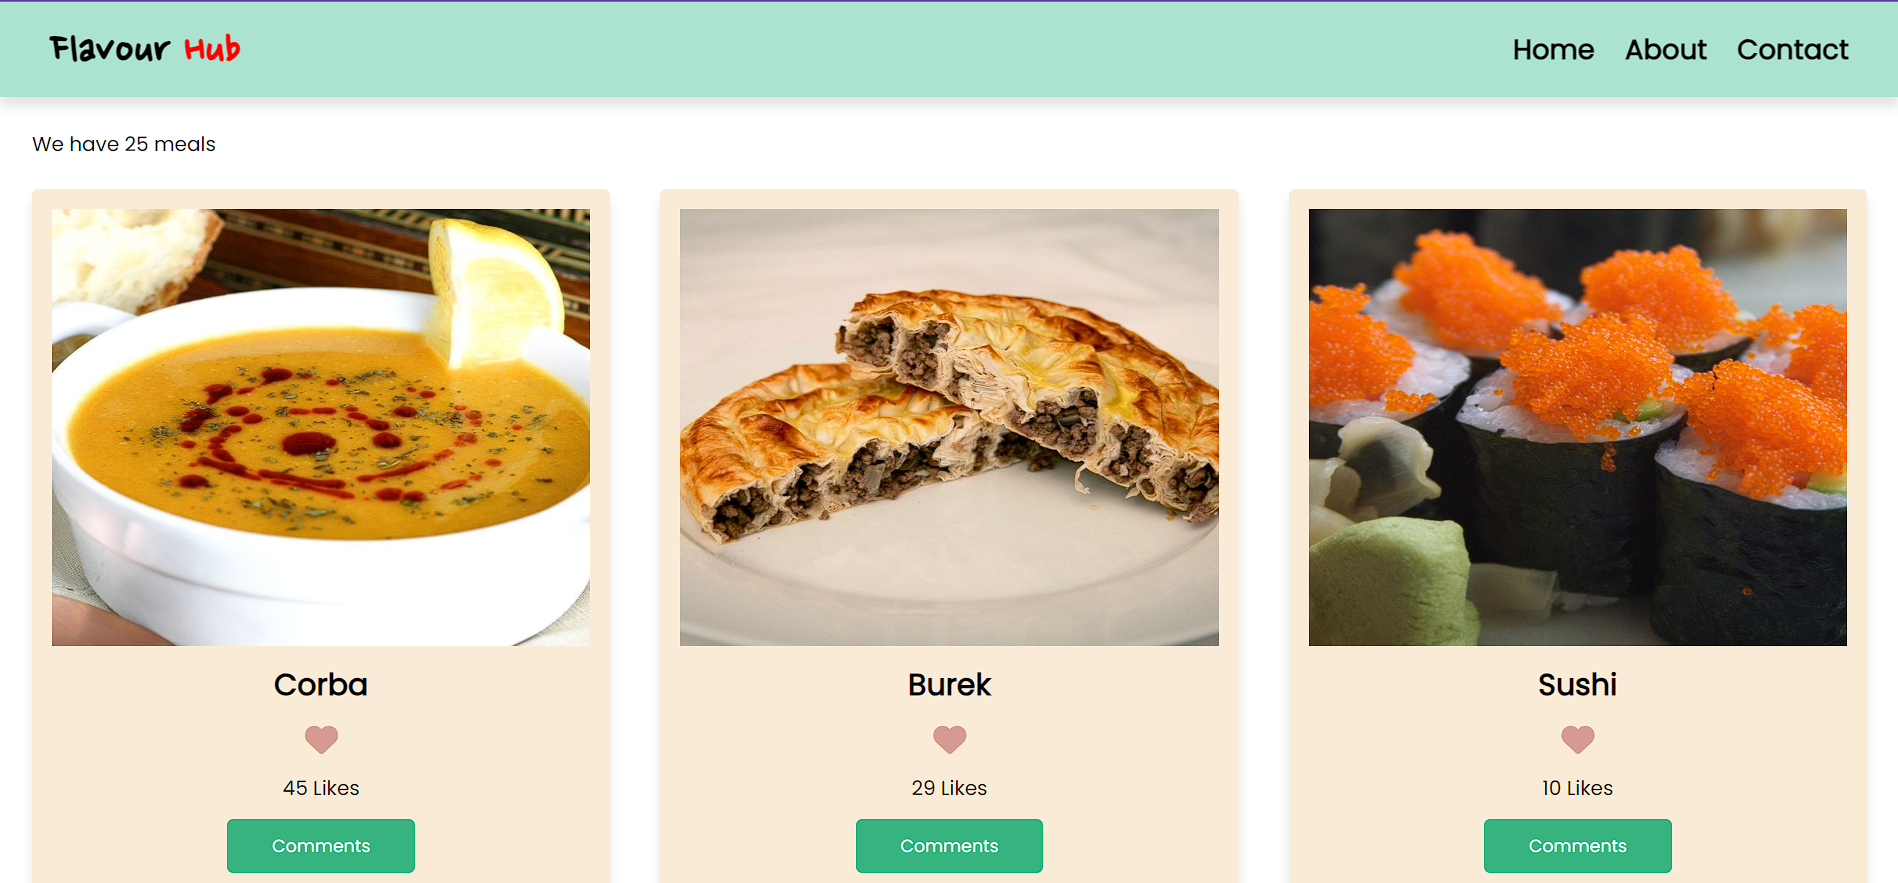 Flavour Hub
Home About Contact
We have 25 meals
Corba
45 Likes
Comments
Burek
29 Likes
Comments
Sushi
10 Likes
Comments